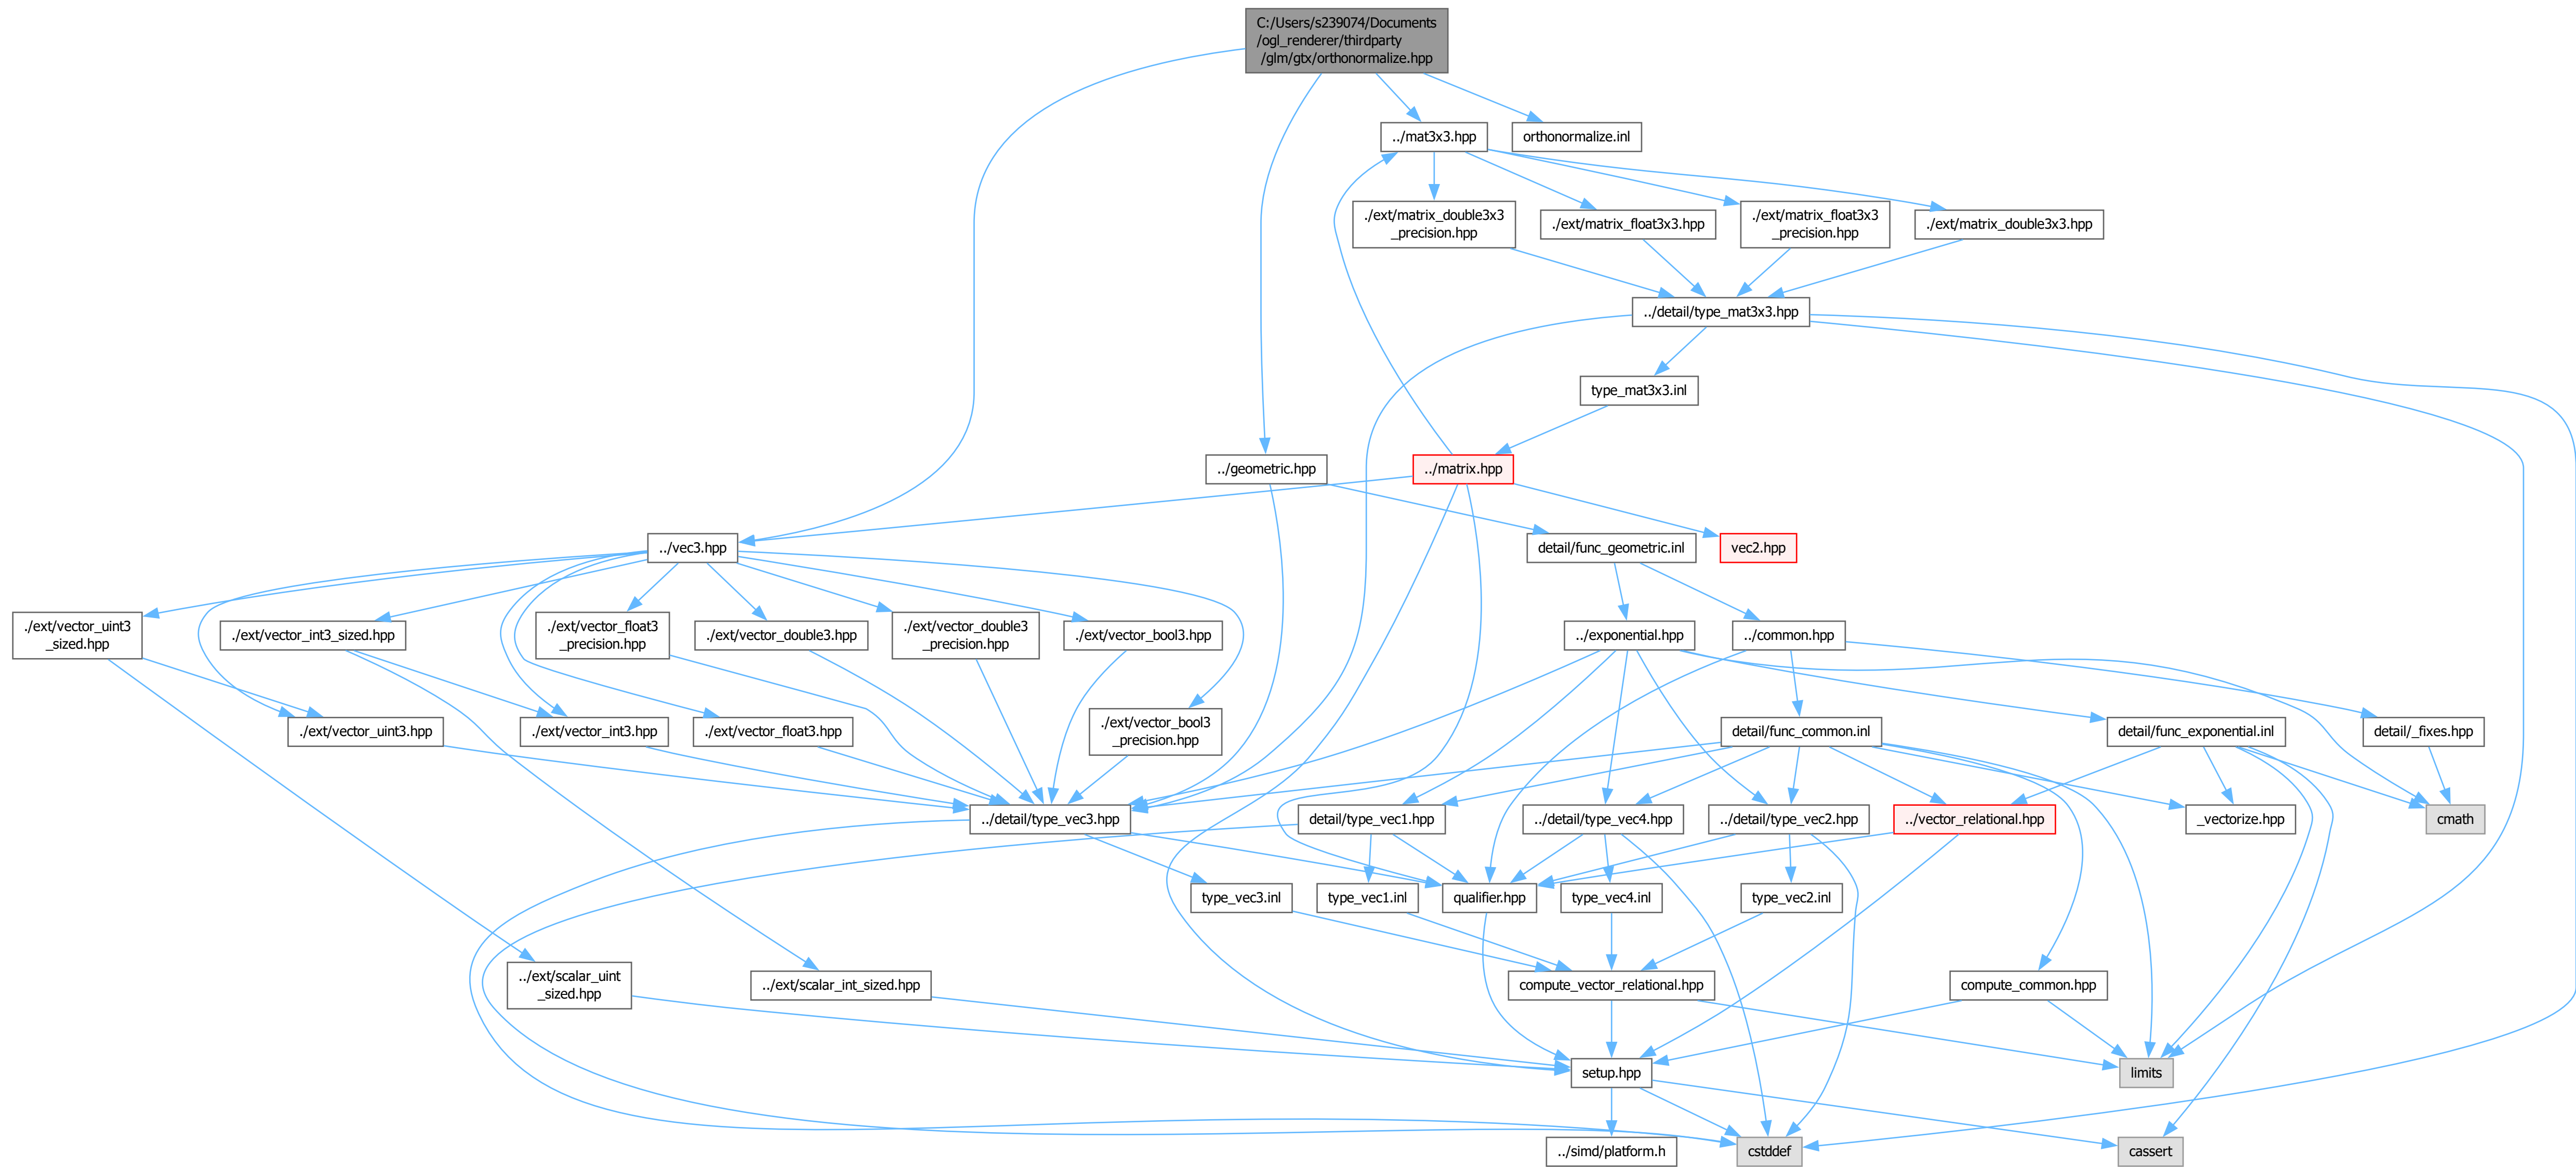 C:/Users/s239074/Documents
/ogl_renderer/thirdparty
/glm/gtx/orthonormalize.hpp
../mat3x3.hpp
orthonormalize.inl
./ext/matrix_double3x3
_precision.hpp
./ext/matrix_float3x3.hpp
./ext/matrix_float3x3
_precision.hpp
./ext/matrix_double3x3.hpp
../detail/type_mat3x3.hpp
type_mat3x3.inl
../geometric.hpp
../matrix.hpp
../vec3.hpp
detail/func_geometric.inl
vec2.hpp
./ext/vector_uint3
_sized.hpp
./ext/vector_int3_sized.hpp
./ext/vector_float3
_precision.hpp
./ext/vector_double3.hpp
./ext/vector_double3
_precision.hpp
./ext/vector_bool3.hpp
../exponential.hpp
../common.hpp
./ext/vector_uint3.hpp
./ext/vector_int3.hpp
./ext/vector_float3.hpp
./ext/vector_bool3
_precision.hpp
detail/func_common.inl
detail/func_exponential.inl
detail/_fixes.hpp
../detail/type_vec3.hpp
detail/type_vec1.hpp
../detail/type_vec4.hpp
../detail/type_vec2.hpp
../vector_relational.hpp
_vectorize.hpp
cmath
type_vec3.inl
type_vec1.inl
qualifier.hpp
type_vec4.inl
type_vec2.inl
../ext/scalar_uint
_sized.hpp
../ext/scalar_int_sized.hpp
compute_vector_relational.hpp
compute_common.hpp
setup.hpp
limits
../simd/platform.h
cstddef
cassert